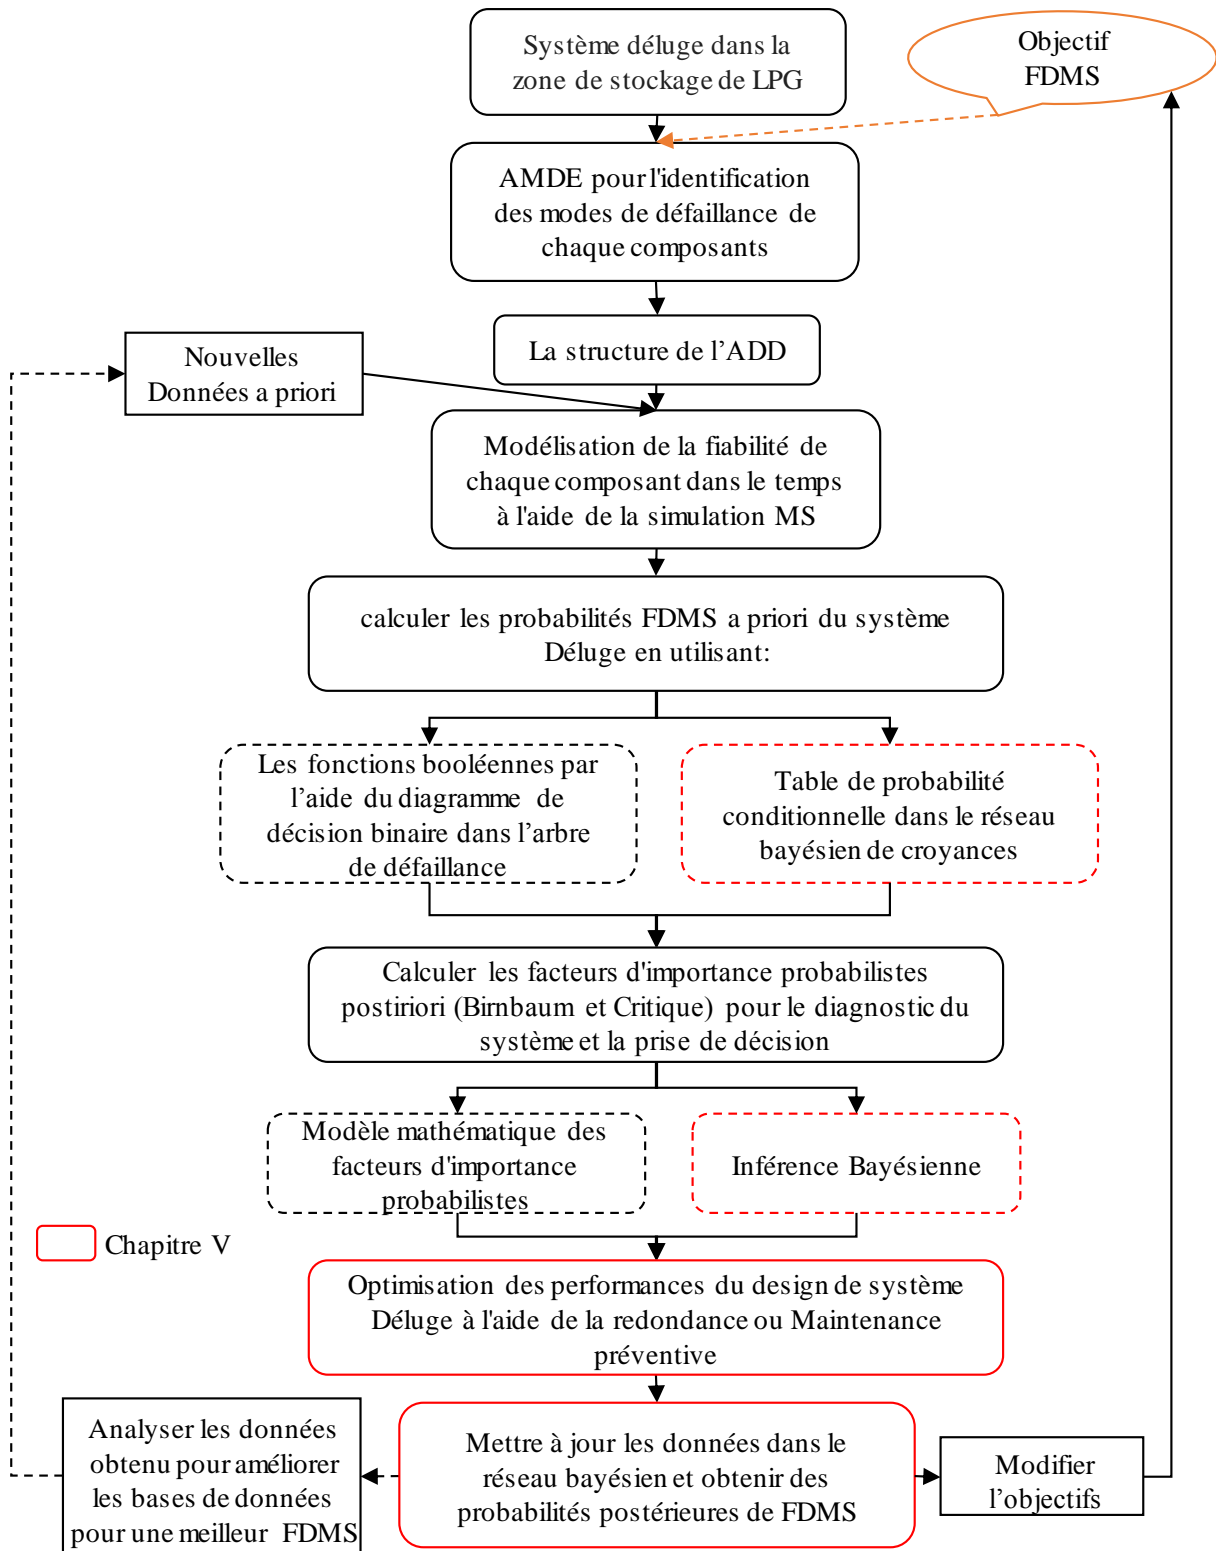 Système déluge dans la
zone de stockage de LPG
Objectif
FDMS
AMDE pour l'identification
des modes de défaillance de
chaque composants
La structure de l’ADD
Nouvelles
Données a priori
Modélisation de la fiabilité de
chaque composant dans le temps
à l'aide de la simulation MS
calculer les probabilités FDMS a priori du système
Déluge en utilisant:
Les fonctions booléennes par
l’aide du diagramme de
décision binaire dans l’arbre
de défaillance
Table de probabilité
conditionnelle dans le réseau
bayésien de croyances
Calculer les facteurs d'importance probabilistes
postiriori (Birnbaum et Critique) pour le diagnostic du
système et la prise de décision
Modèle mathématique des
facteurs d'importance
probabilistes
Inférence Bayésienne
Chapitre V
Optimisation des performances du design de système
Déluge à l'aide de la redondance ou Maintenance
préventive
Analyser les données
obtenu pour améliorer
les bases de données
pour une meilleur FDMS
Mettre à jour les données dans le
réseau bayésien et obtenir des
probabilités postérieures de FDMS
Modifier
l’objectifs